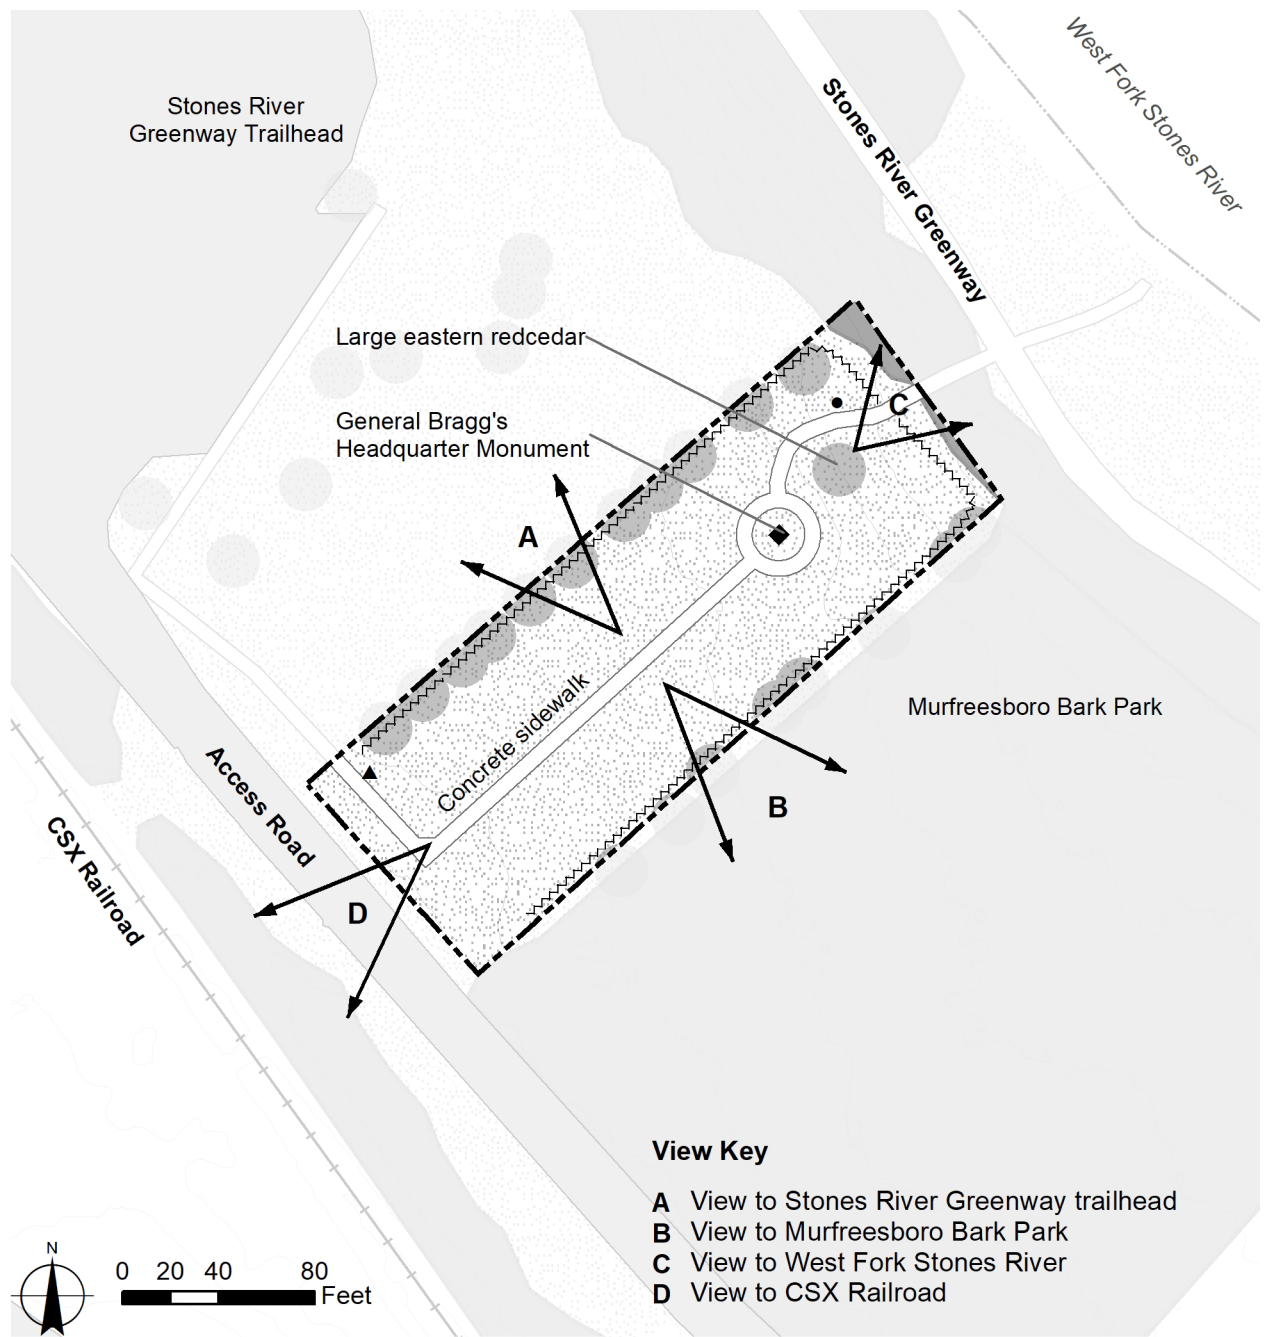 West Fork Stones River
Stones River
Greenway Trailhead
Stones River Greenway
Large eastern redcedar
General Bragg's
Headquarter Monument
C
A
Concrete sidewalk
Murfreesboro Bark Park
Access Road
B
CSX Railroad
D
View Key
A View to Stones River Greenway trailhead
B View to Murfreesboro Bark Park
C View to West Fork Stones River
D View to CSX Railroad
N
0 20 40 80
Feet